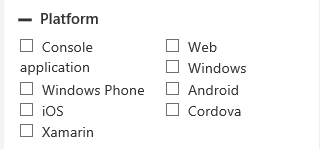 Platform
Console application
Web
Windows
Windows Phone
Android
iOS
Cordova
Xamarin